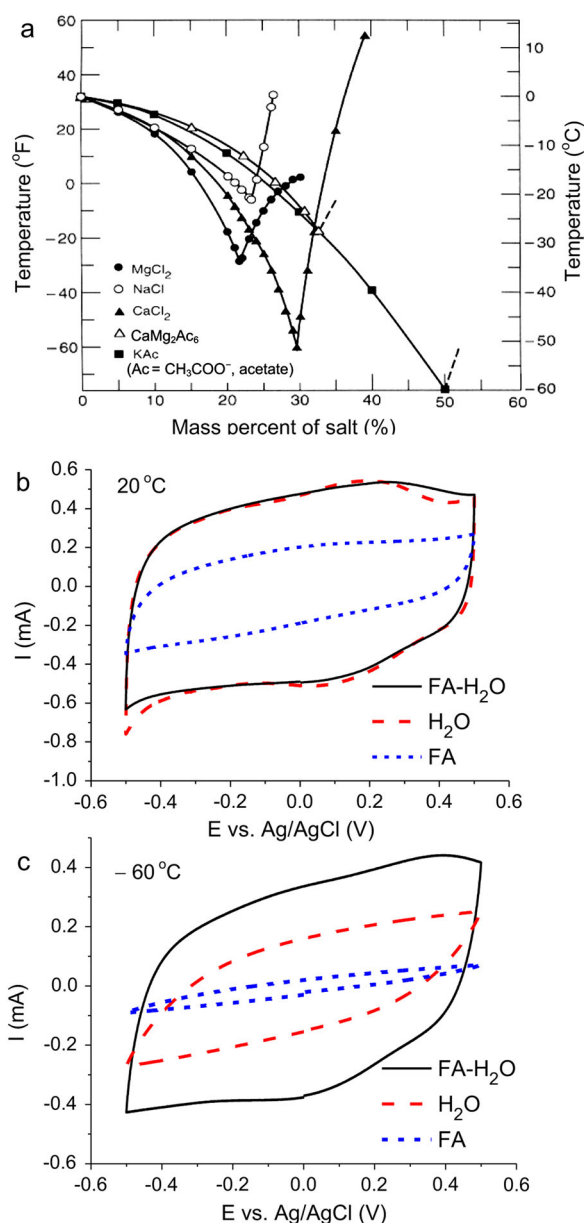 a
Temperature (°F)
60
40
20
0
−20
−40
−60
10
0
−10
−20
−30
−40
−50
−60
Temperature (°C)
MgCl₂
NaCl
CaCl₂
CaMg₂Ac₆
KAc
(Ac = CH₃COO⁻, acetate)
0 10 20 30 40 50 60
Mass percent of salt (%)
b
20 °C
I (mA)
0.6
0.4
0.2
0.0
-0.2
-0.4
-0.6
-0.8
-1.0
FA-H₂O
H₂O
FA
-0.6 -0.4 -0.2 0.0 0.2 0.4 0.6
E vs. Ag/AgCl (V)
c
– 60 °C
I (mA)
0.4
0.2
0.0
-0.2
-0.4
-0.6
FA-H₂O
H₂O
FA
-0.6 -0.4 -0.2 0.0 0.2 0.4 0.6
E vs. Ag/AgCl (V)